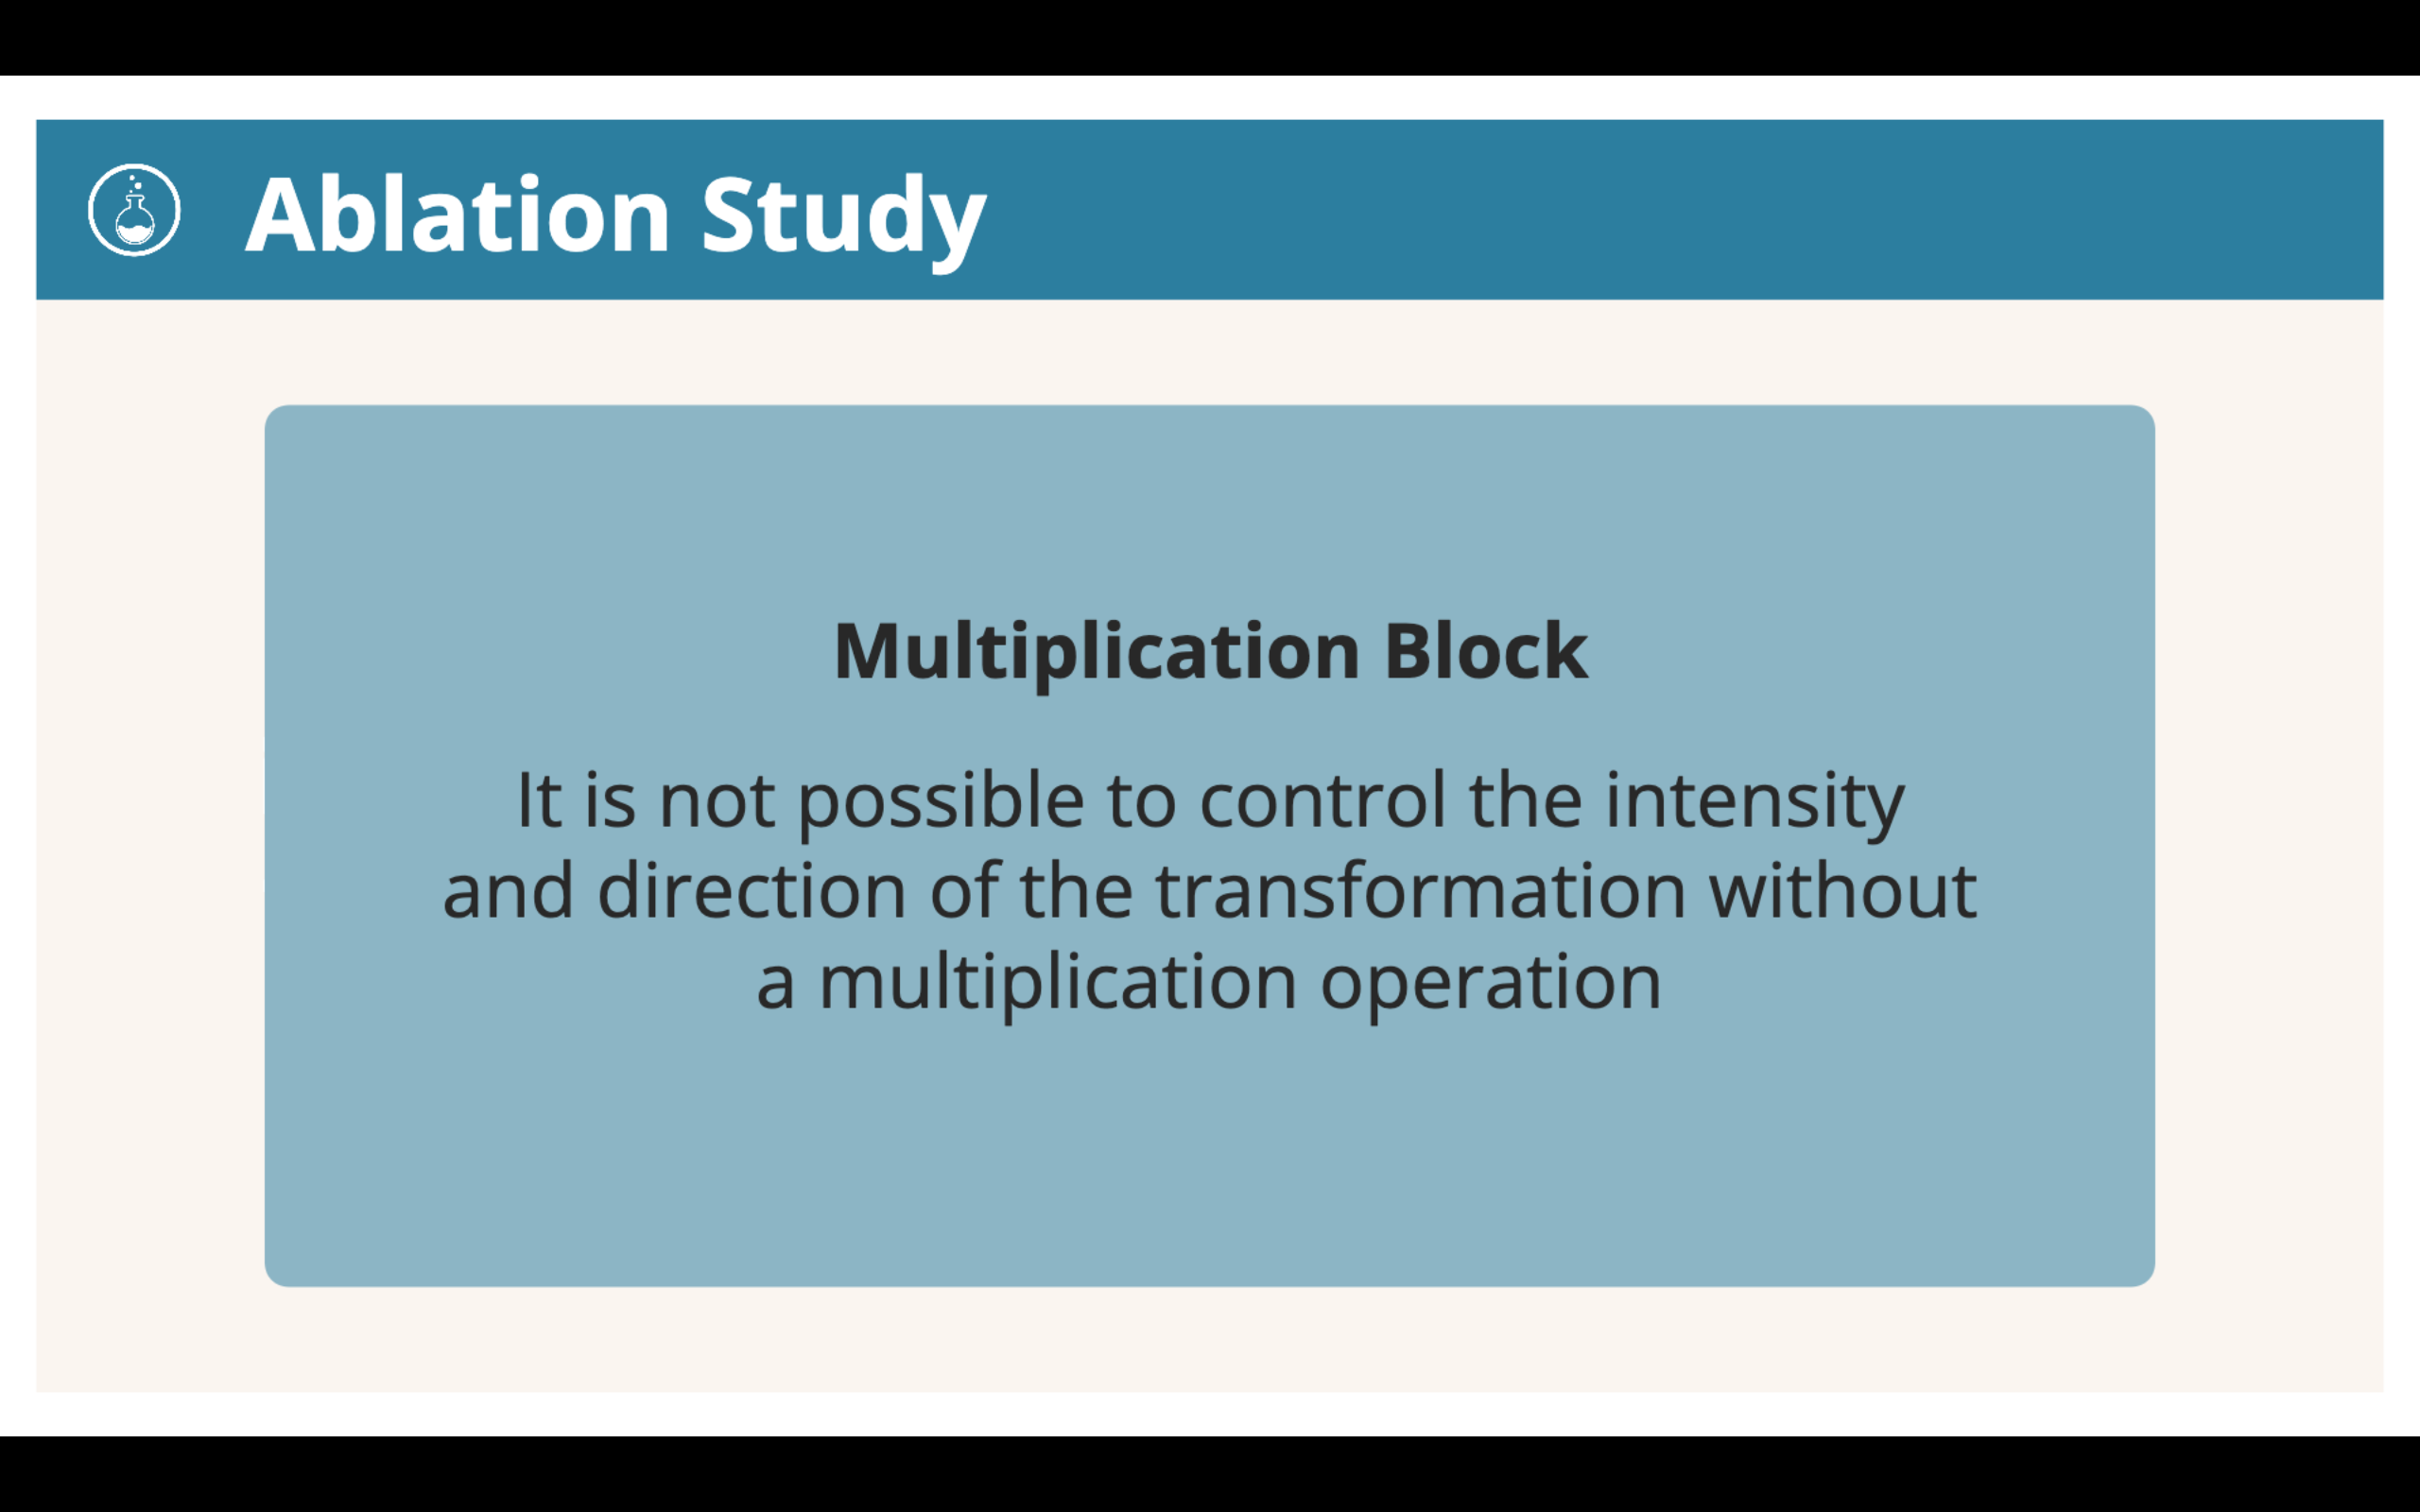 Ablation Study
Multiplication Block
It is not possible to control the intensity
and direction of the transformation without
a multiplication operation